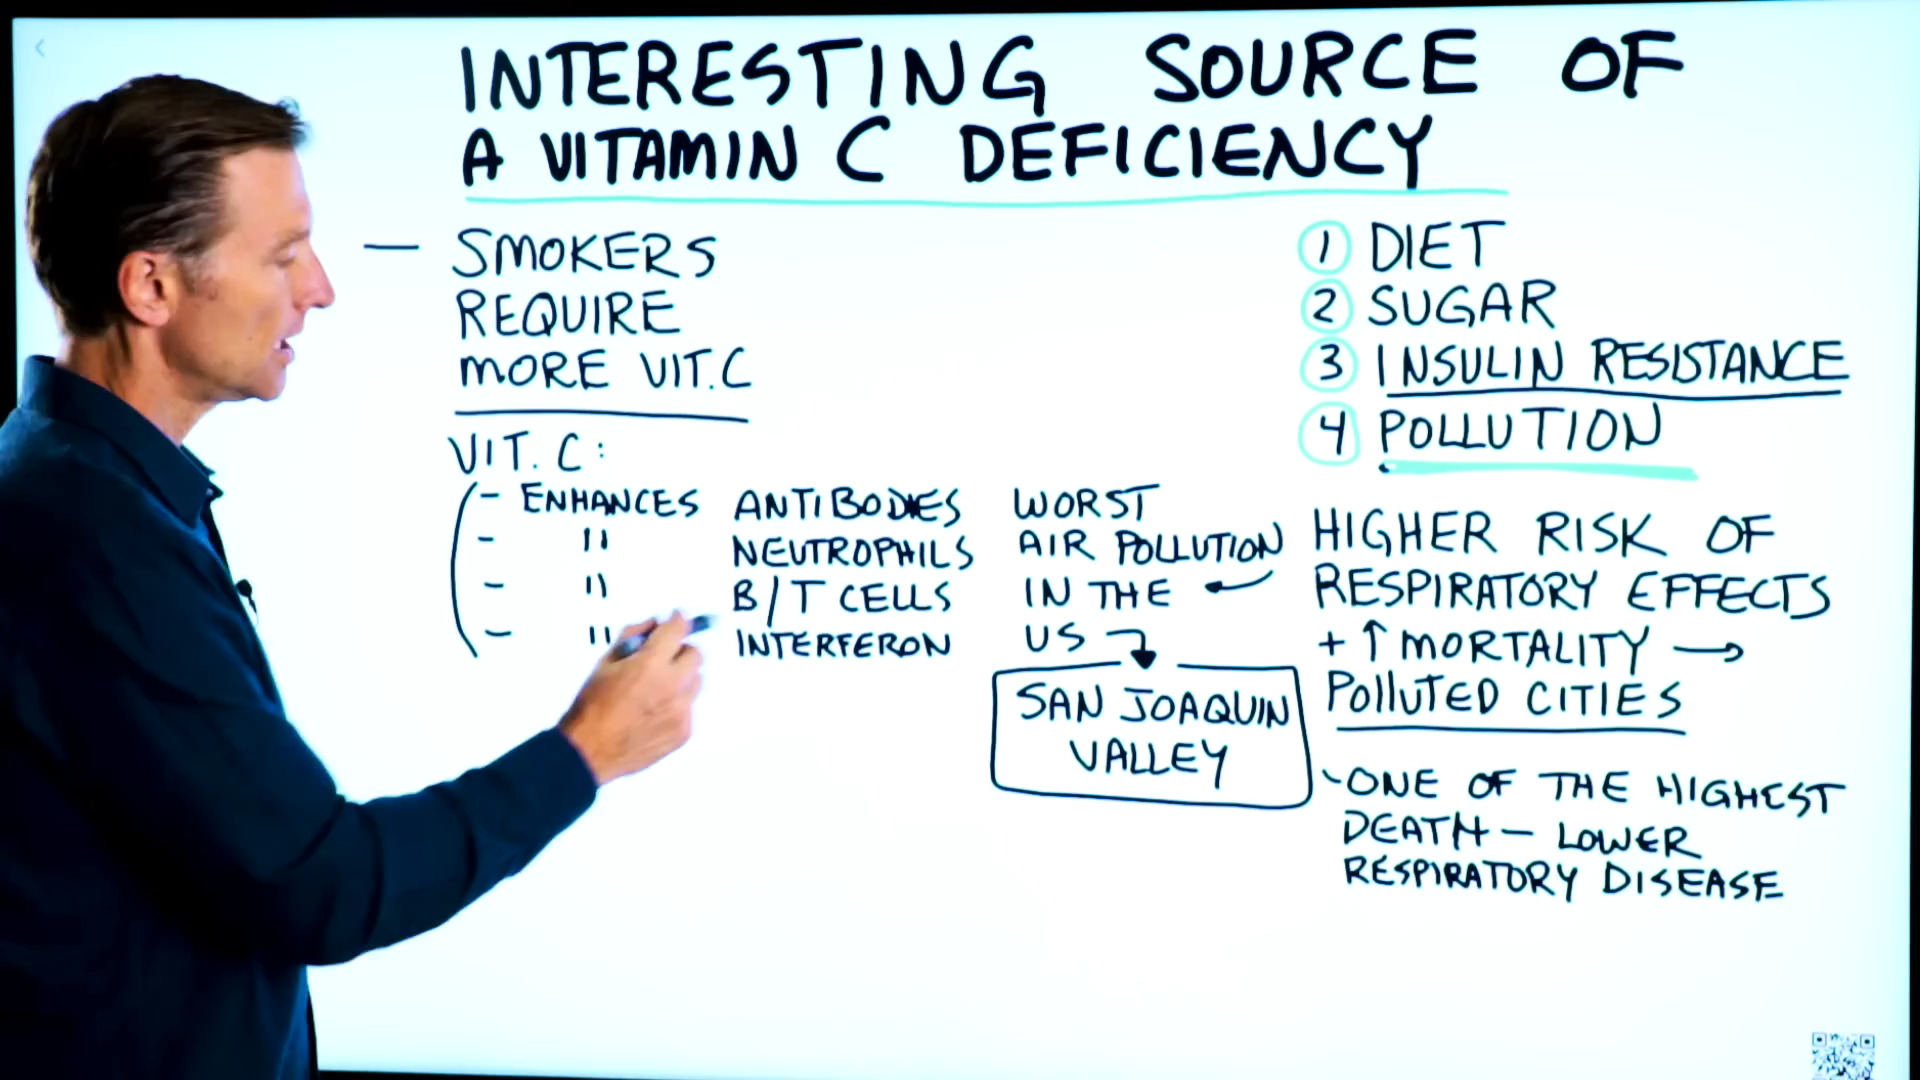 INTERESTING SOURCE OF
A VITAMIN C DEFICIENCY
— SMOKERS
REQUIRE
MORE VIT.C
VIT. C:
- ENHANCES ANTIBODIES
- " NEUTROPHILS
- " B/T CELLS
- " INTERFERON
WORST
AIR POLLUTION
IN THE
US
SAN JOAQUIN
VALLEY
1 DIET
2 SUGAR
3 INSULIN RESISTANCE
4 POLLUTION
HIGHER RISK OF
RESPIRATORY EFFECTS
+ ↑ MORTALITY →
POLLUTED CITIES
- ONE OF THE HIGHEST
DEATH - LOWER
RESPIRATORY DISEASE